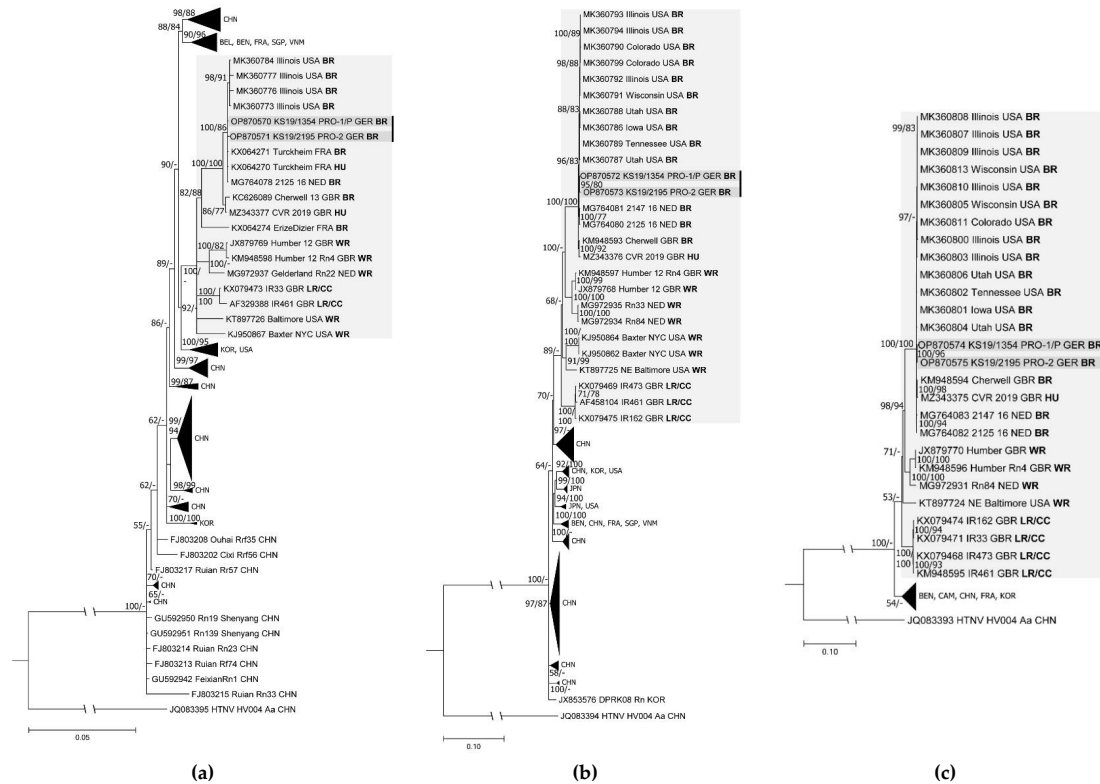 98/88
CHN
88/84
90/96
BEL, BEN, FRA, SGP, VNM
MK360784 Illinois USA BR
98/91
MK360777 Illinois USA BR
MK360776 Illinois USA BR
MK360773 Illinois USA BR
OP870570 KS19/1354 PRO-1/P GER BR
100/86
OP870571 KS19/2195 PRO-2 GER BR
KX064271 Turckheim FRA BR
100/100
90/-
KX064270 Turckheim FRA HU
MG764078 2125 16 NED BR
82/88
KC626089 Cherwell 13 GBR BR
86/77
MZ343377 CVR 2019 GBR HU
KX064274 ErizeDizier FRA BR
JX879769 Humber 12 GBR WR
100/82
KM948598 Humber 12 Rn4 GBR WR
100/-
89/-
100/
-
MG972937 Gelderland Rn22 NED WR
KX079473 IR33 GBR LR/CC
100/
100
AF329388 IR461 GBR LR/CC
92/-
KT897726 Baltimore USA WR
86/-
KJ950867 Baxter NYC USA WR
100/95
KOR, USA
99/97
CHN
99/87
CHN
62/-
99/
94
CHN
62/-
98/99
CHN
70/-
CHN
100/100
KOR
55/-
FJ803208 Ouhai Rrf35 CHN
FJ803202 Cixi Rrf56 CHN
FJ803217 Ruian Rr57 CHN
70/-
CHN
65/-
CHN
100/-
GU592950 Rn19 Shenyang CHN
GU592951 Rn139 Shenyang CHN
FJ803214 Ruian Rn23 CHN
FJ803213 Ruian Rf74 CHN
GU592942 FeixianRn1 CHN
FJ803215 Ruian Rn33 CHN
JQ083395 HTNV HV004 Aa CHN
0.05
(a)
MK360793 Illinois USA BR
100/89
MK360794 Illinois USA BR
MK360790 Colorado USA BR
98/88
MK360799 Colorado USA BR
MK360792 Illinois USA BR
MK360791 Wisconsin USA BR
88/83
MK360788 Utah USA BR
MK360786 Iowa USA BR
MK360789 Tennessee USA BR
96/83
MK360787 Utah USA BR
OP870572 KS19/1354 PRO-1/P GER BR
95/80
OP870573 KS19/2195 PRO-2 GER BR
100/100
MG764081 2147 16 NED BR
100/77
MG764080 2125 16 NED BR
KM948593 Cherwell GBR BR
100/92
100/-
MZ343376 CVR 2019 GBR HU
KM948597 Humber 12 Rn4 GBR WR
100/99
JX879768 Humber 12 GBR WR
100/100
68/-
MG972935 Rn33 NED WR
100/100
MG972934 Rn84 NED WR
KJ950864 Baxter NYC USA WR
100/
100
89/-
KJ950862 Baxter NYC USA WR
91/99
KT897725 NE Baltimore USA WR
KX079469 IR473 GBR LR/CC
71/78
70/-
AF458104 IR461 GBR LR/CC
100/
100
KX079475 IR162 GBR LR/CC
97/-
CHN
64/-
92/100
CHN, KOR, USA
99/100
JPN
94/100
JPN, USA
100/100
BEN, CHN, FRA, SGP, VNM
CHN
100/-
97/87
CHN
CHN
58/-
CHN
100/-
JX853576 DPRK08 Rn KOR
JQ083394 HTNV HV004 Aa CHN
0.10
(b)
MK360808 Illinois USA BR
99/83
MK360807 Illinois USA BR
MK360809 Illinois USA BR
MK360813 Wisconsin USA BR
MK360810 Illinois USA BR
MK360805 Wisconsin USA BR
97/-
MK360811 Colorado USA BR
MK360800 Illinois USA BR
MK360803 Illinois USA BR
MK360806 Utah USA BR
MK360802 Tennessee USA BR
MK360801 Iowa USA BR
MK360804 Utah USA BR
100/100
OP870574 KS19/1354 PRO-1/P GER BR
100/96
OP870575 KS19/2195 PRO-2 GER BR
KM948594 Cherwell GBR BR
100/98
MZ343375 CVR 2019 GBR HU
98/94
MG764083 2147 16 NED BR
100/94
MG764082 2125 16 NED BR
71/-
JX879770 Humber GBR WR
100/100
KM948596 Humber Rn4 GBR WR
100/100
MG972931 Rn84 NED WR
53/-
KT897724 NE Baltimore USA WR
KX079474 IR162 GBR LR/CC
100/94
KX079471 IR33 GBR LR/CC
100/-
100/
100
KX079468 IR473 GBR LR/CC
100/93
KM948595 IR461 GBR LR/CC
BEN, CAM, CHN, FRA, KOR
54/-
JQ083393 HTNV HV004 Aa CHN
0.10
(c)